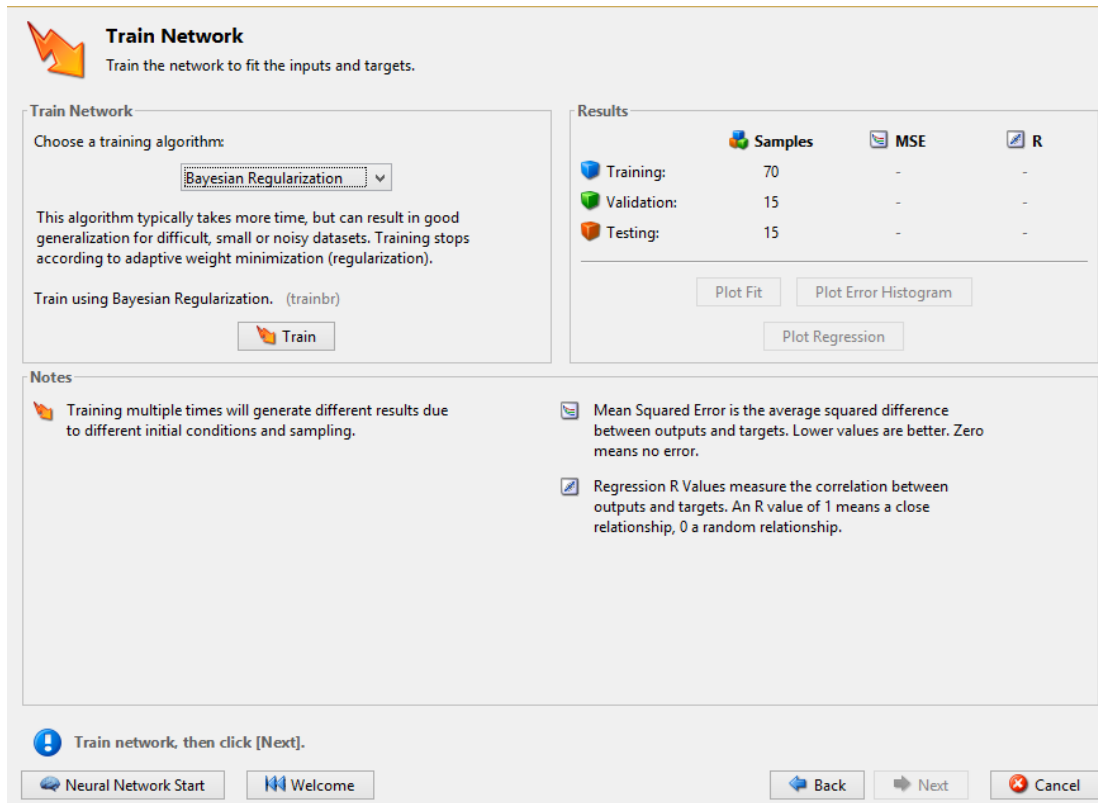 Train Network
Train the network to fit the inputs and targets.
Train Network
Choose a training algorithm:
Bayesian Regularization
This algorithm typically takes more time, but can result in good
generalization for difficult, small or noisy datasets. Training stops
according to adaptive weight minimization (regularization).
Train using Bayesian Regularization. (trainbr)
Train
Results
Samples MSE R
Training: 70 - -
Validation: 15 - -
Testing: 15 - -
Plot Fit Plot Error Histogram
Plot Regression
Notes
Training multiple times will generate different results due
to different initial conditions and sampling.
Mean Squared Error is the average squared difference
between outputs and targets. Lower values are better. Zero
means no error.
Regression R Values measure the correlation between
outputs and targets. An R value of 1 means a close
relationship, 0 a random relationship.
Train network, then click [Next].
Neural Network Start Welcome Back Next Cancel